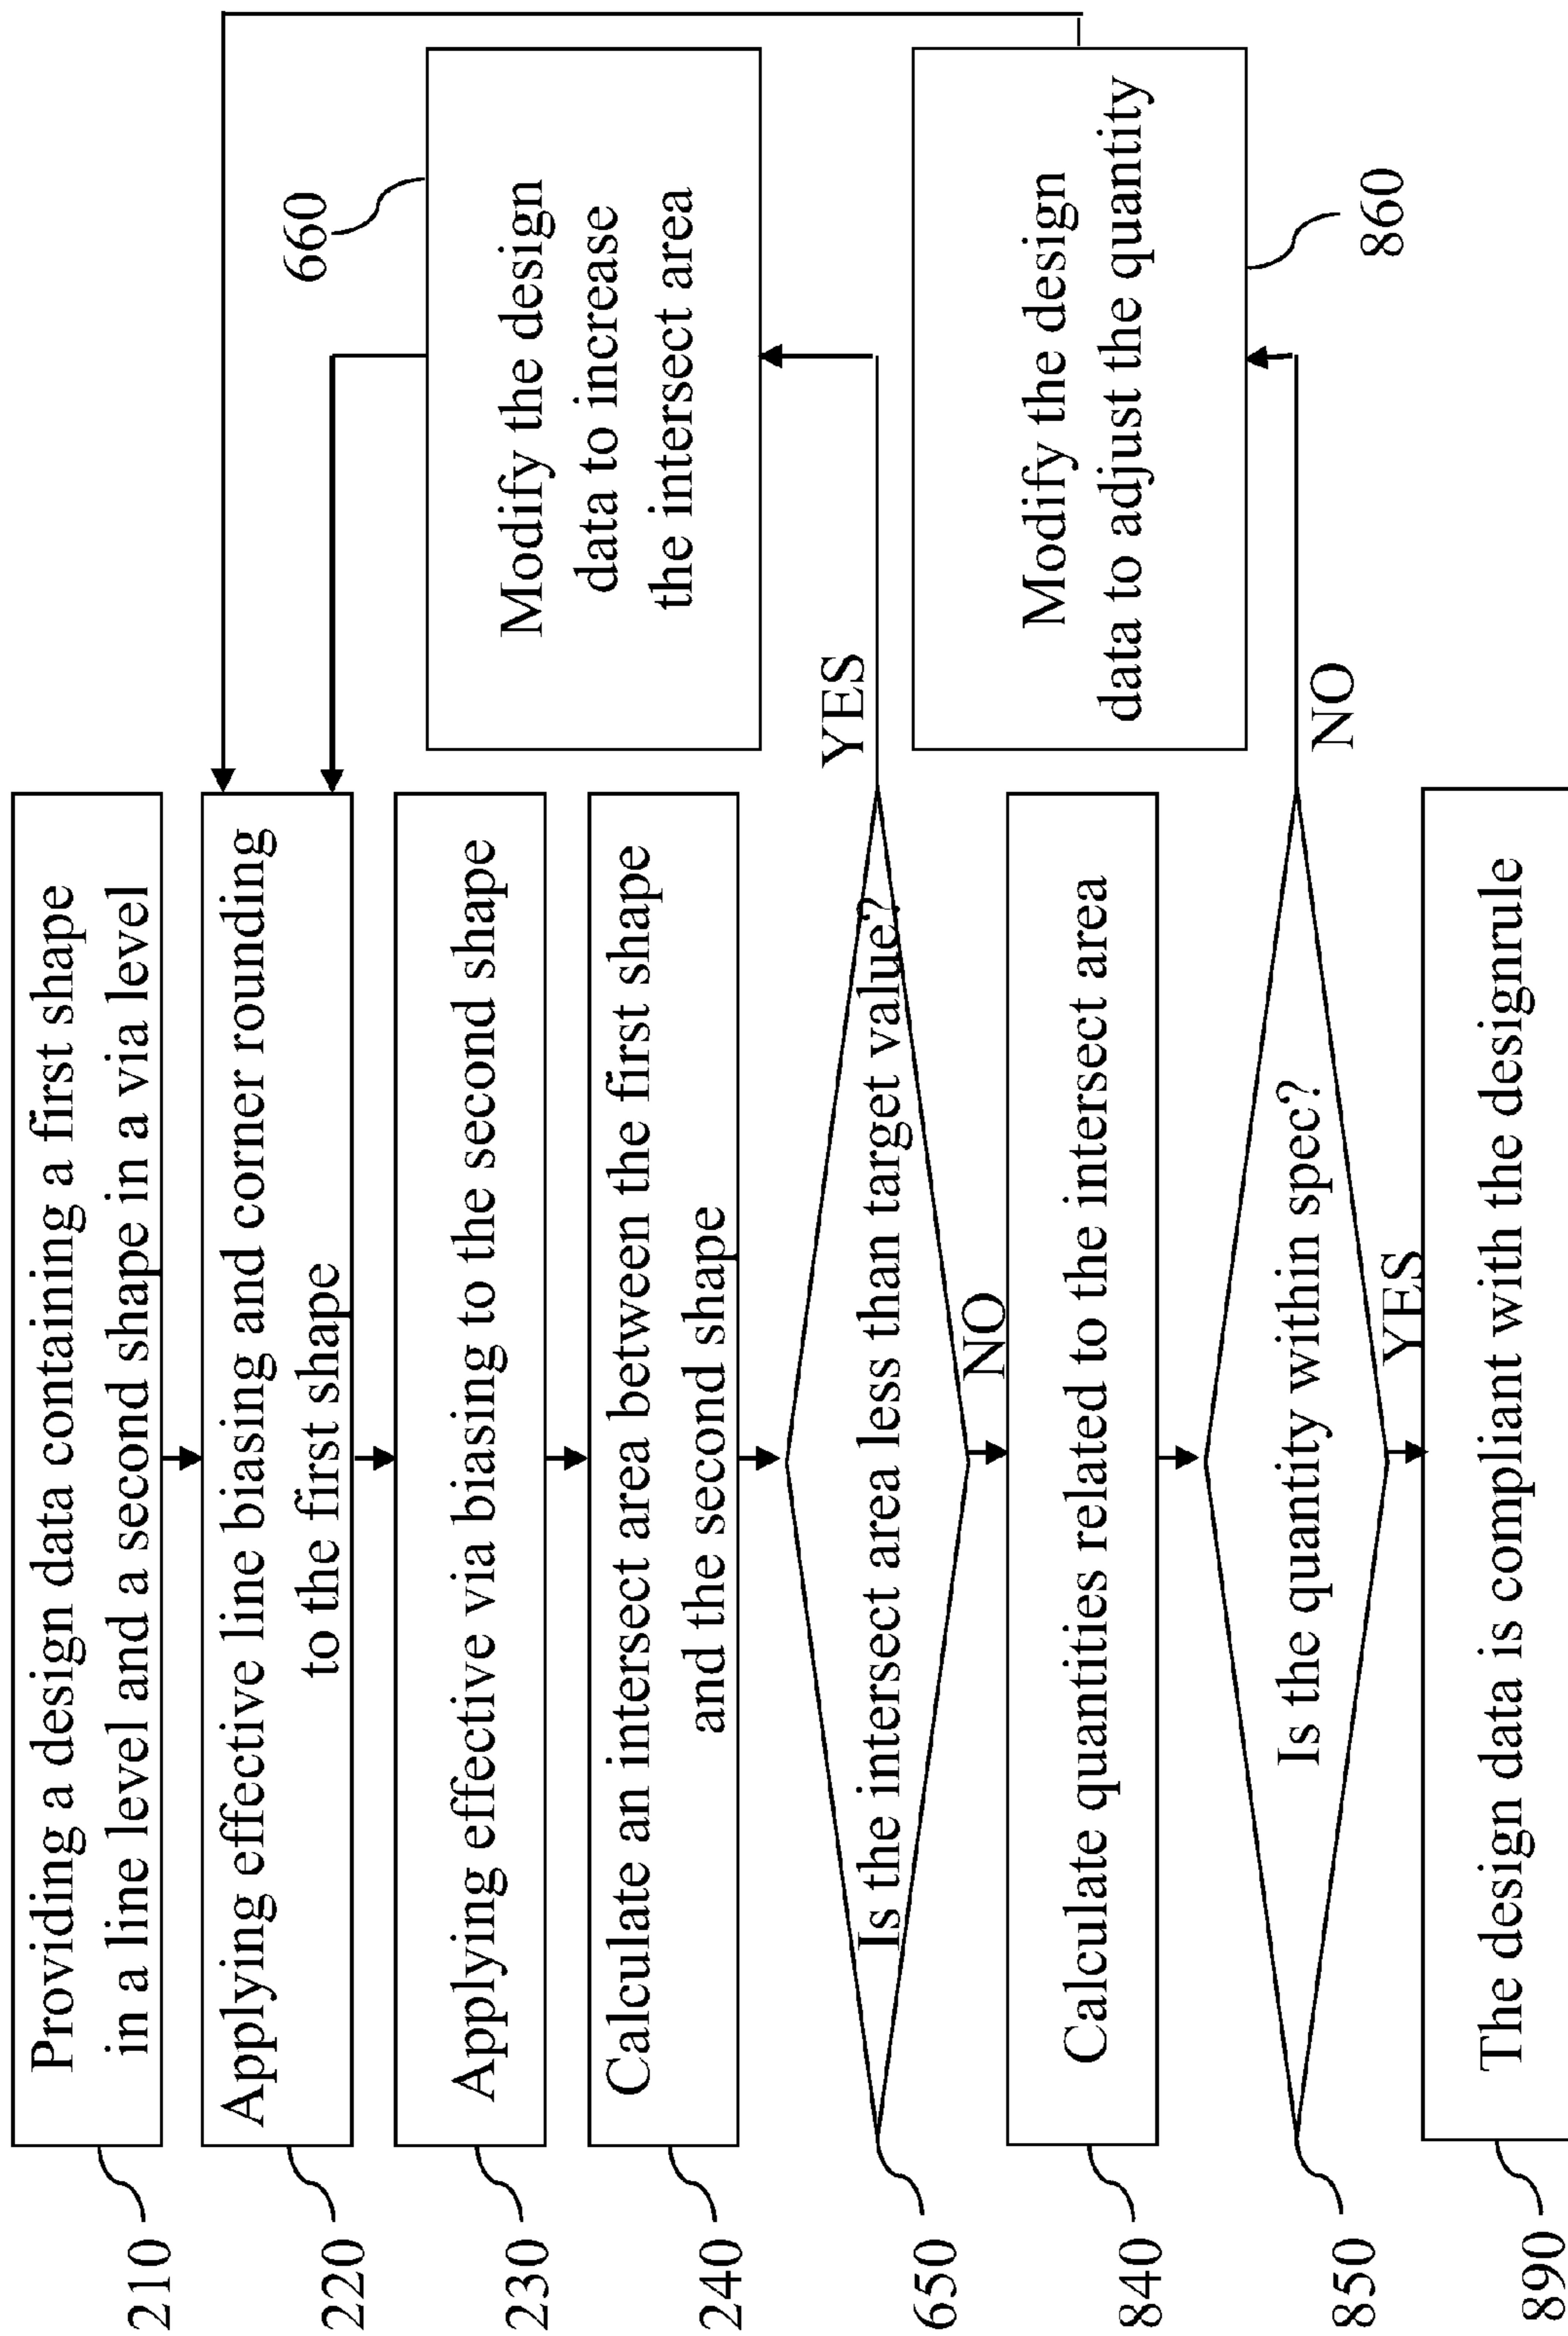 210
Providing a design data containing a first shape
in a line level and a second shape in a via level
220
Applying effective line biasing and corner rounding
to the first shape
230
Applying effective via biasing to the second shape
240
Calculate an intersect area between the first shape
and the second shape
650
Is the intersect area less than target value?
YES
660
Modify the design
data to increase
the intersect area
NO
840
Calculate quantities related to the intersect area
850
Is the quantity within spec?
NO
860
Modify the design
data to adjust the quantity
YES
890
The design data is compliant with the designrule